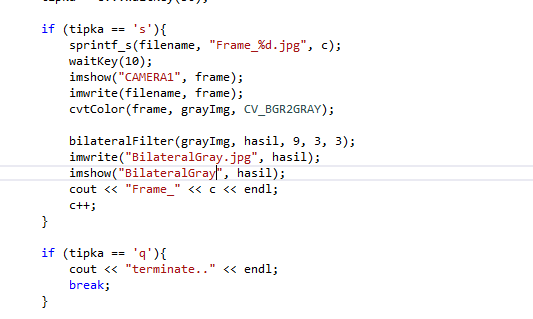 if (tipka == 's'){
sprintf_s(filename, "Frame_%d.jpg", c);
waitKey(10);
imshow("CAMERA1", frame);
imwrite(filename, frame);
cvtColor(frame, grayImg, CV_BGR2GRAY);
bilateralFilter(grayImg, hasil, 9, 3, 3);
imwrite("BilateralGray.jpg", hasil);
imshow("BilateralGray", hasil);
cout << "Frame_" << c << endl;
c++;
}
if (tipka == 'q'){
cout << "terminate.." << endl;
break;
}